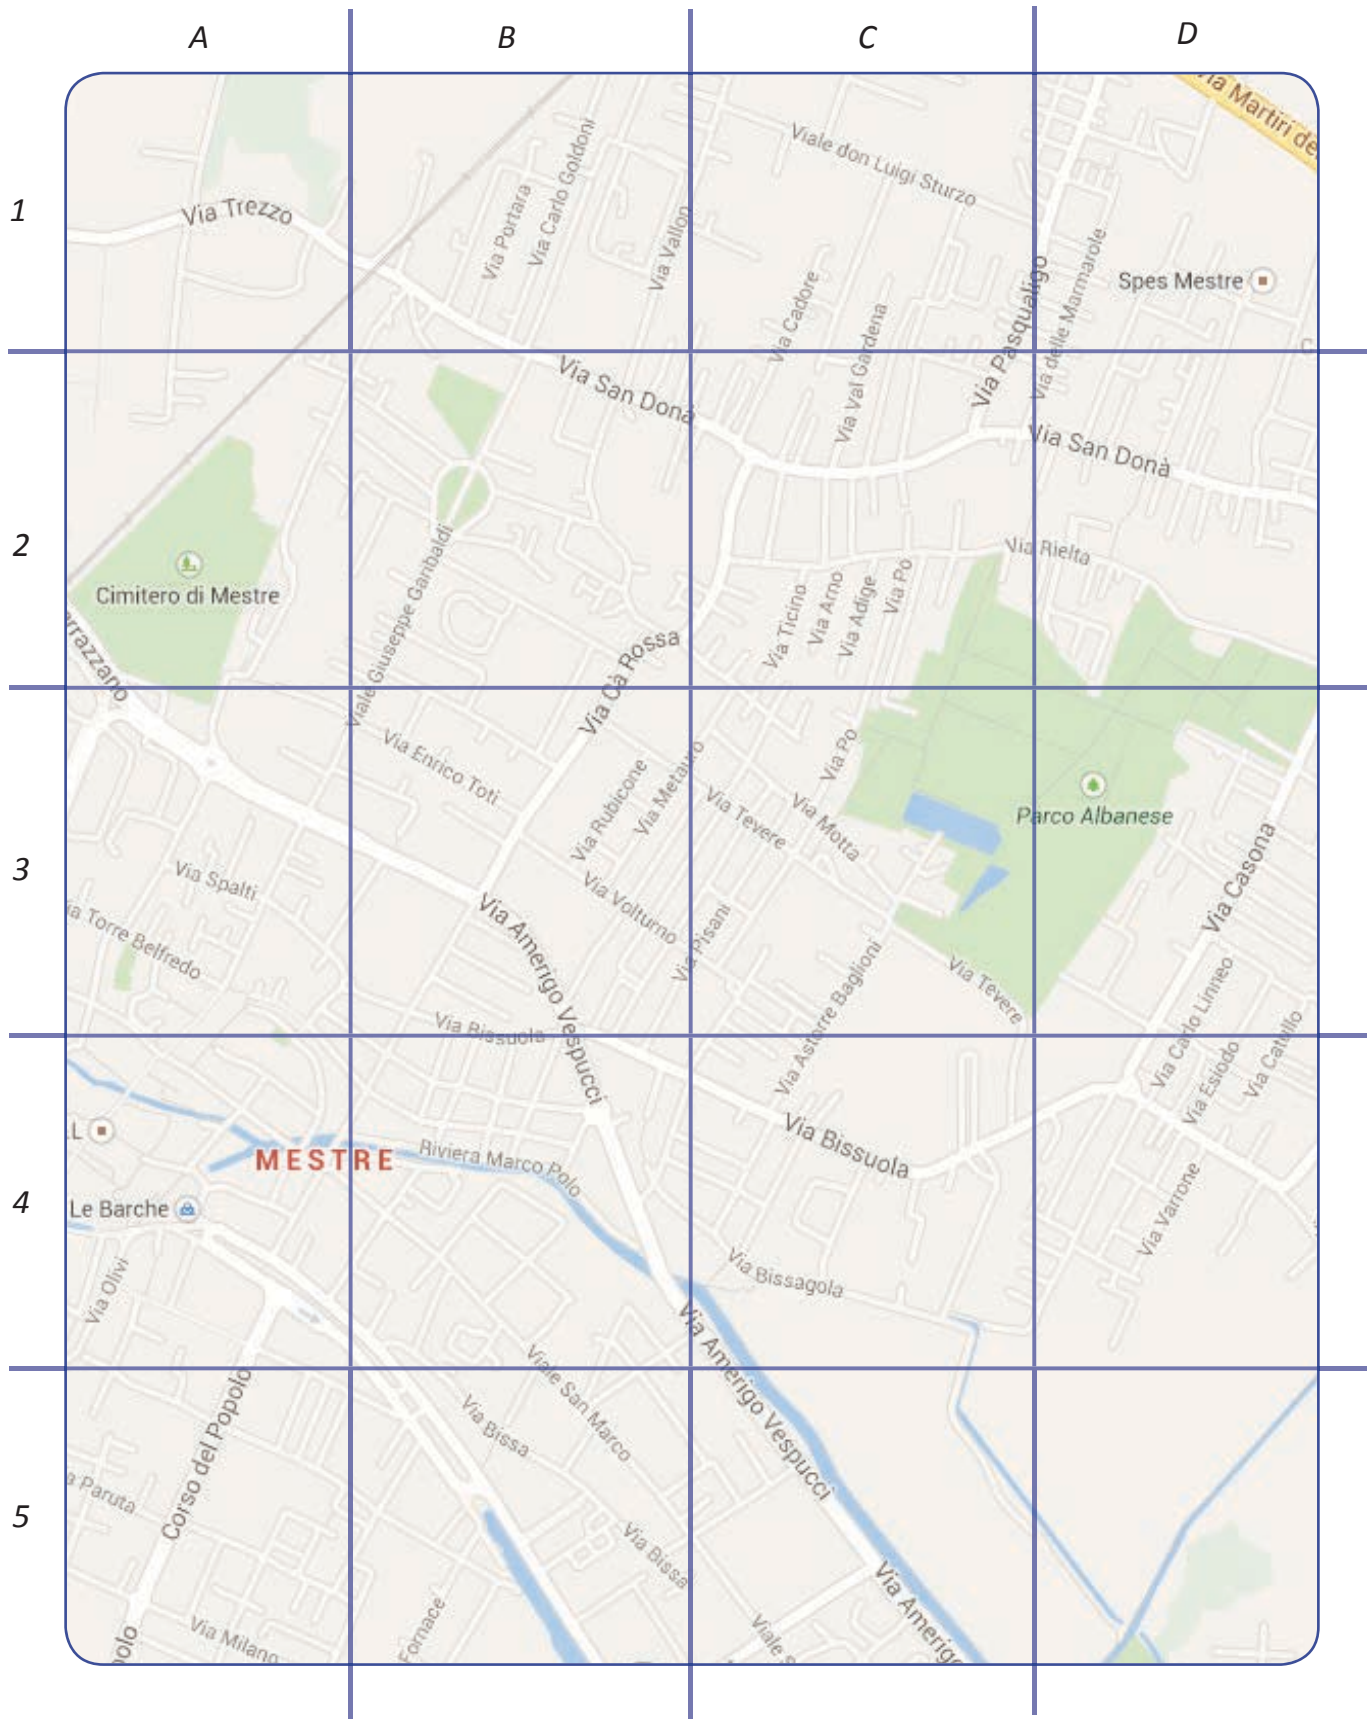 A B C D
1
2
3
4
5
Via Martiri de
Viale don Luigi Sturzo
Via Trezzo
Via Portara
Via Carlo Goldoni
Via Vallon
Via Cadore
Via Val Gardena
Via Pasqualigo
Via delle Marmarole
Spes Mestre
C
Via San Donà
Via San Donà
Cimitero di Mestre
errazzano
Viale Giuseppe Garibaldi
Via Rielta
Via Ticino
Via Arno
Via Adige
Via Po
Via Cà Rossa
Via Enrico Toti
Via Rubicone
Via Metauro
Via Po
Via Tevere
Via Motta
Parco Albanese
Via Casona
Via Spalti
ia Torre Belfredo
Via Volturno
Via Pisani
Via Amerigo Vespucci
Via Astorre Baglioni
Via Tevere
Via Carlo Linneo
Via Esiodo
Via Catullo
Via Bissuola
Via Bissuola
L
MESTRE
Riviera Marco Polo
Le Barche
Via Olivi
Via Varrone
Via Bissagola
Via Amerigo Vespucci
Viale San Marco
Via Bissa
Corso del Popolo
a Paruta
Via Bissa
Via Milano
polo
Fornace
Viale S
Via Amerigo